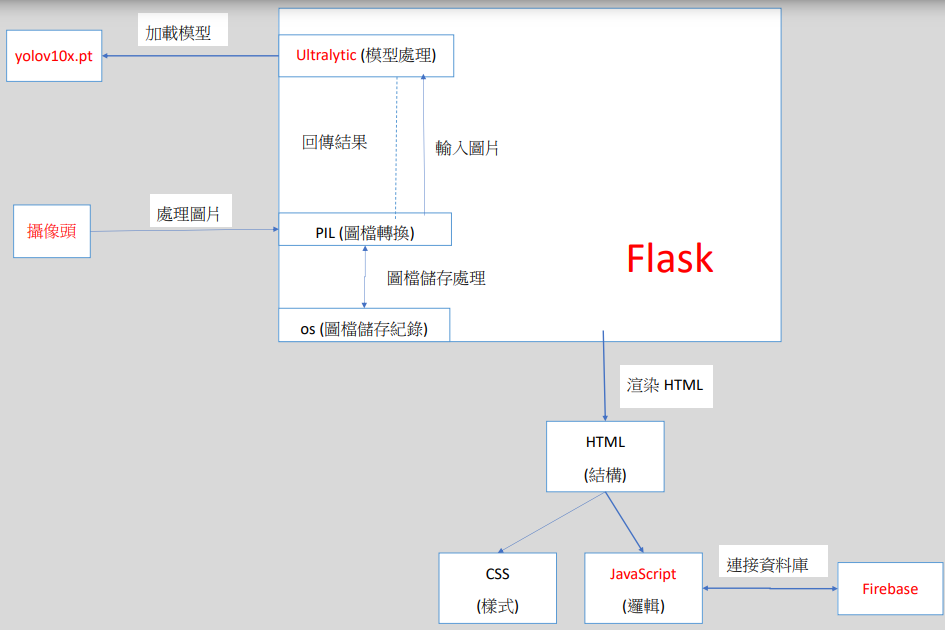 加載模型
yolov10x.pt
Ultralytic (模型處理)
回傳結果
輸入圖片
處理圖片
攝像頭
PIL (圖檔轉換)
Flask
圖檔儲存處理
os (圖檔儲存紀錄)
渲染 HTML
HTML
(結構)
CSS
(樣式)
JavaScript
(邏輯)
連接資料庫
Firebase